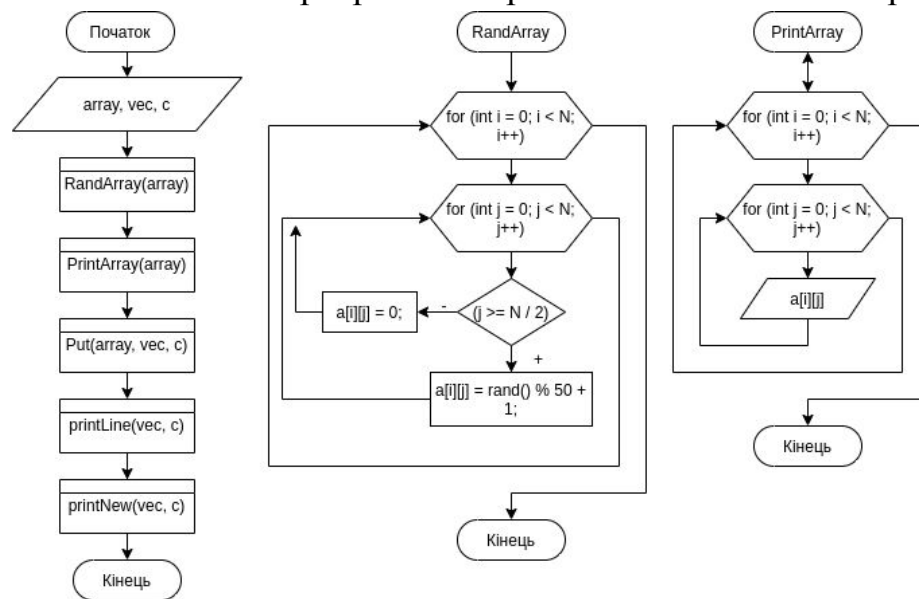 Початок
array, vec, c
RandArray(array)
PrintArray(array)
Put(array, vec, c)
printLine(vec, c)
printNew(vec, c)
Кінець
RandArray
for (int i = 0; i < N;
i++)
for (int j = 0; j < N;
j++)
(j >= N / 2)
-
a[i][j] = 0;
+
a[i][j] = rand() % 50 +
1;
Кінець
PrintArray
for (int i = 0; i < N;
i++)
for (int j = 0; j < N;
j++)
a[i][j]
Кінець